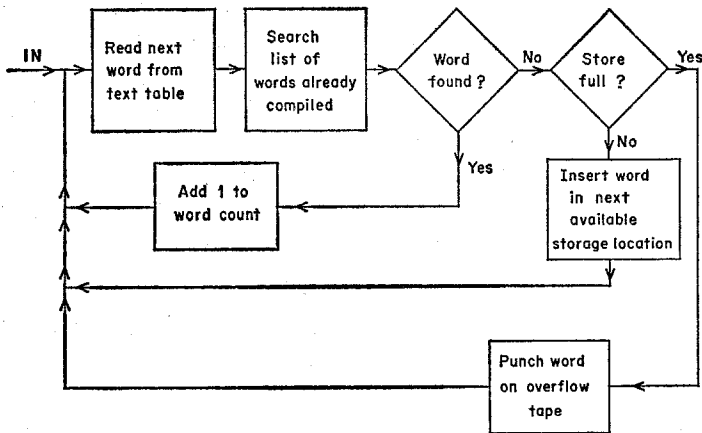 IN
Read next
word from
text table
Search
list of
words already
compiled
Word
found?
No
Store
full ?
Yes
Yes
No
Add 1 to
word count
Insert word
in next
available
storage location
Punch word
on overflow
tape